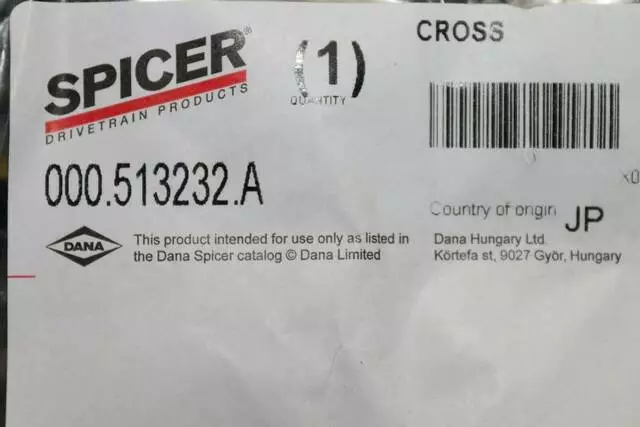 SPICER®
DRIVETRAIN PRODUCTS
(1)
QUANTITY
CROSS
000.513232.A
Country of origin JP
DANA
This product intended for use only as listed in
the Dana Spicer catalog © Dana Limited
Dana Hungary Ltd.
Körtefa st, 9027 Györ, Hungary